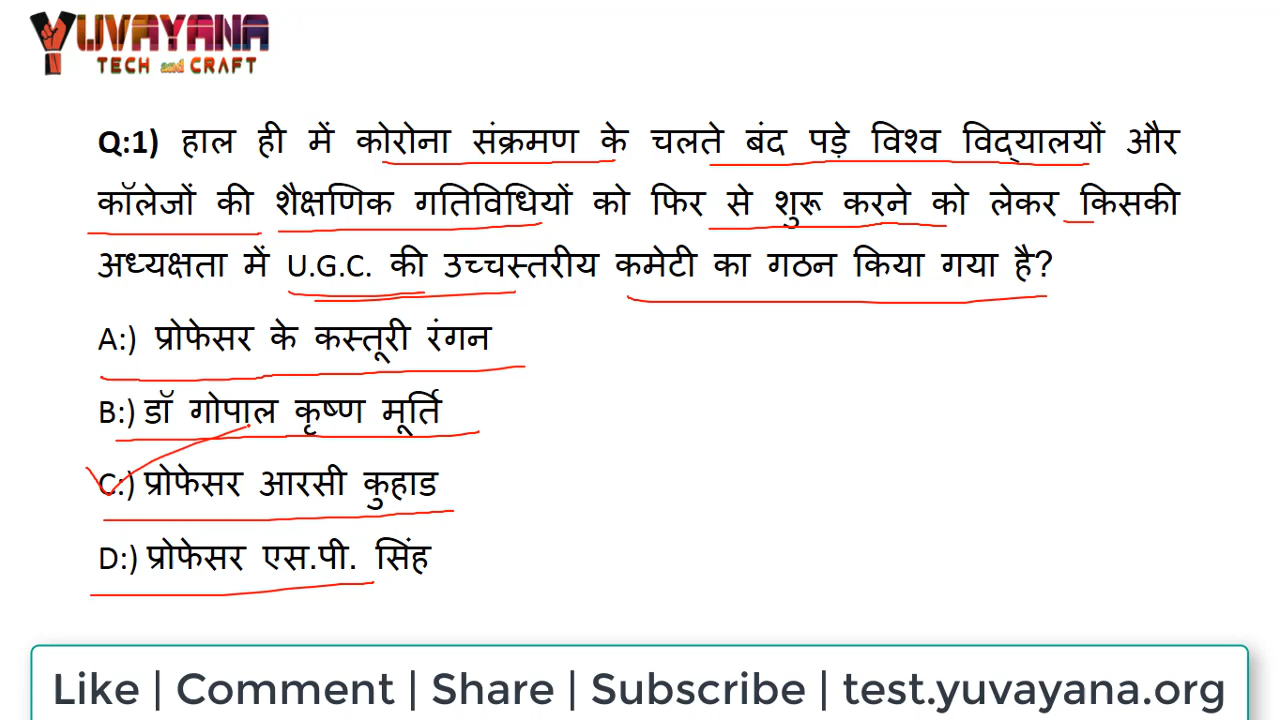 YUVAYANA
TECH and CRAFT
Q:1) हाल ही में कोरोना संक्रमण के चलते बंद पड़े विश्व विद्यालयों और
कॉलेजों की शैक्षणिक गतिविधियों को फिर से शुरू करने को लेकर किसकी
अध्यक्षता में U.G.C. की उच्चस्तरीय कमेटी का गठन किया गया है?
A:) प्रोफेसर के कस्तूरी रंगन
B:) डॉ गोपाल कृष्ण मूर्ति
C:) प्रोफेसर आरसी कुहाड
D:) प्रोफेसर एस.पी. सिंह
Like | Comment | Share | Subscribe | test.yuvayana.org